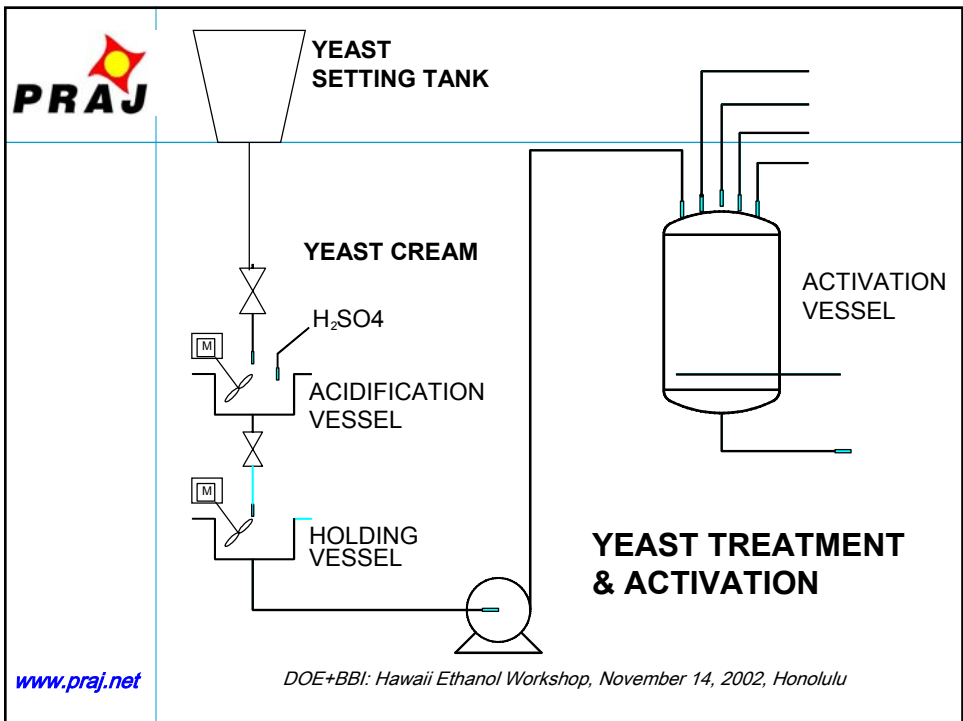 PRAJ
YEAST
SETTING TANK
YEAST CREAM
H₂SO4
M
ACIDIFICATION
VESSEL
M
HOLDING
VESSEL
ACTIVATION
VESSEL
YEAST TREATMENT
& ACTIVATION
www.praj.net
DOE+BBI: Hawaii Ethanol Workshop, November 14, 2002, Honolulu